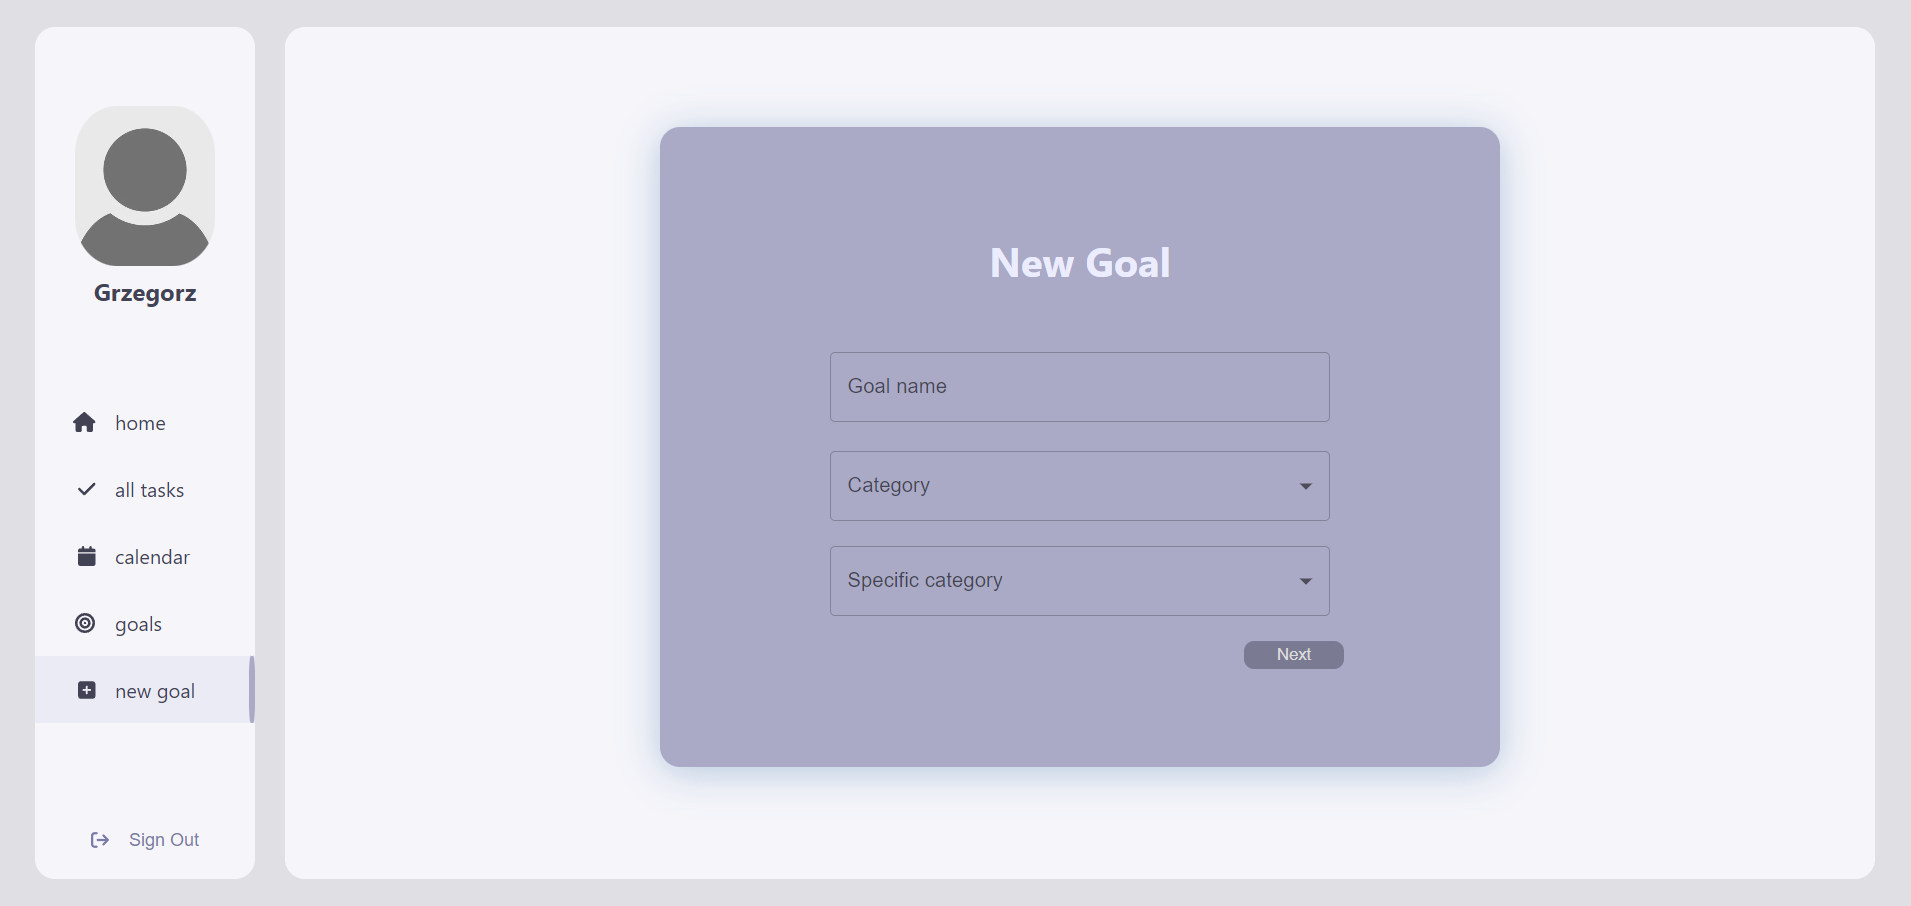 Grzegorz
home
all tasks
calendar
goals
new goal
Sign Out
New Goal
Goal name
Category
Specific category
Next